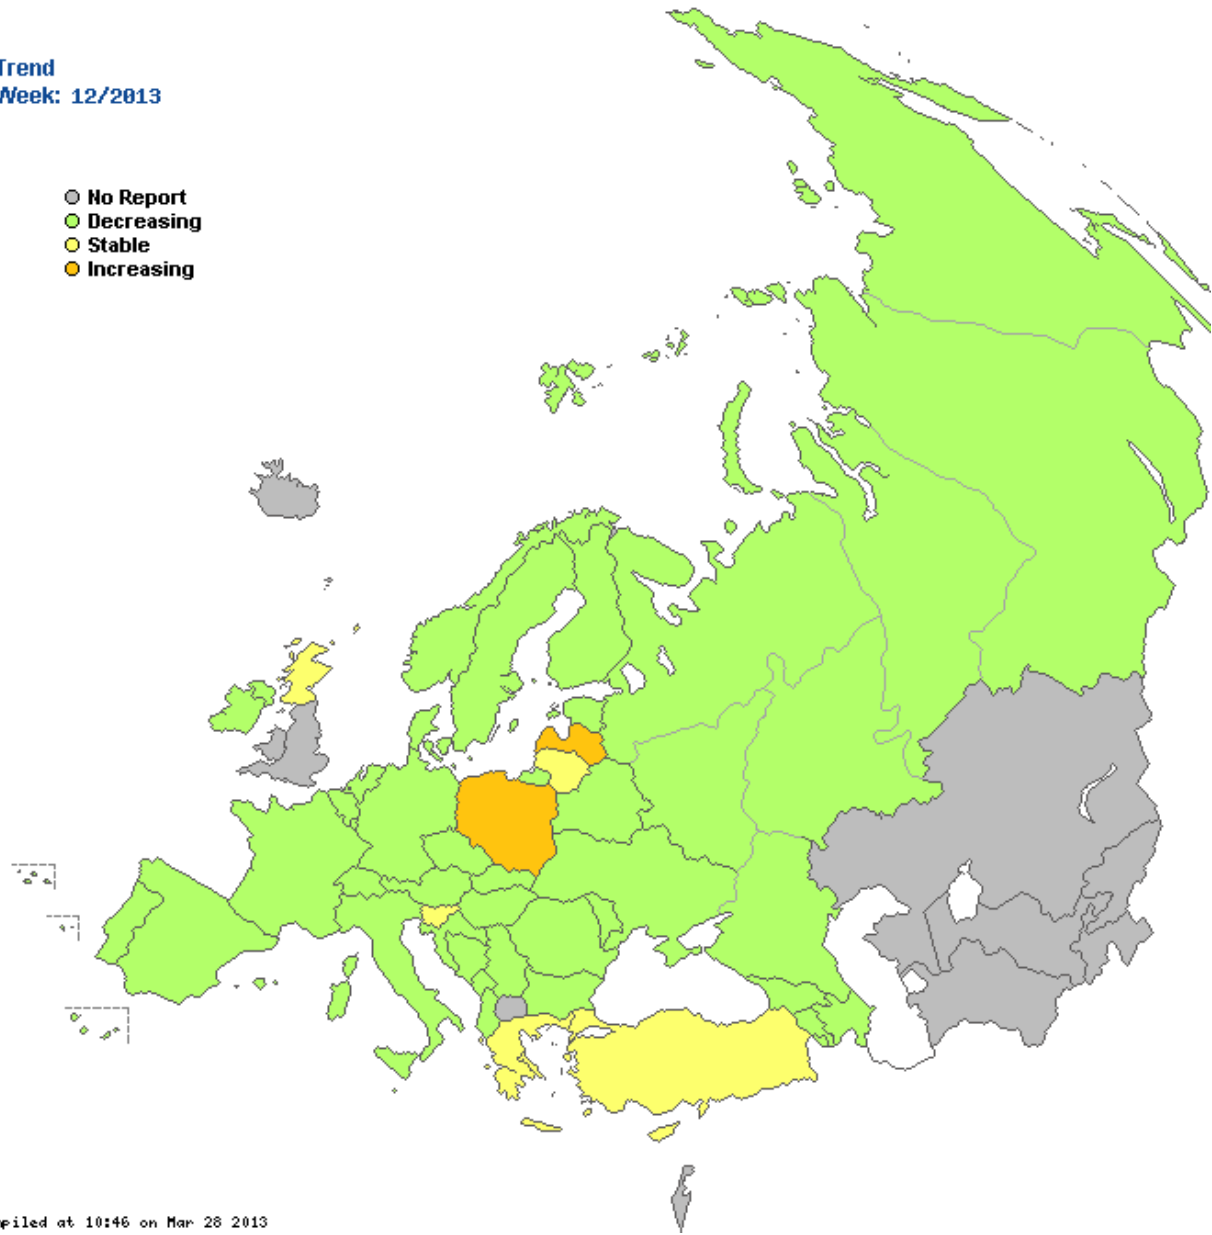 Trend
Week: 12/2013
No Report
Decreasing
Stable
Increasing
piled at 10:46 on Mar 28 2013